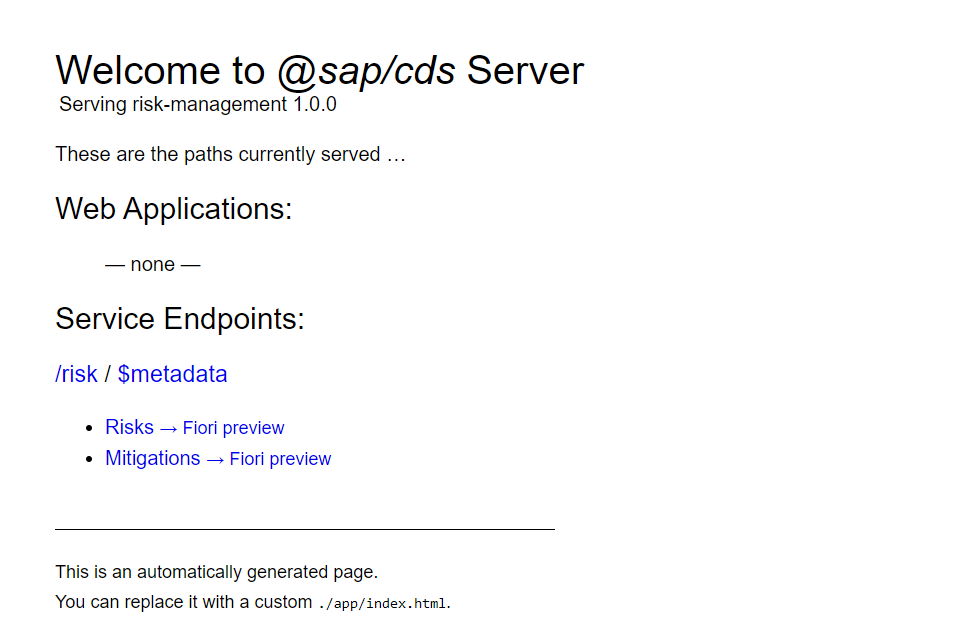 Welcome to @sap/cds Server
Serving risk-management 1.0.0
These are the paths currently served …
Web Applications:
— none —
Service Endpoints:
/risk / $metadata
Risks → Fiori preview
Mitigations → Fiori preview
This is an automatically generated page.
You can replace it with a custom ./app/index.html.